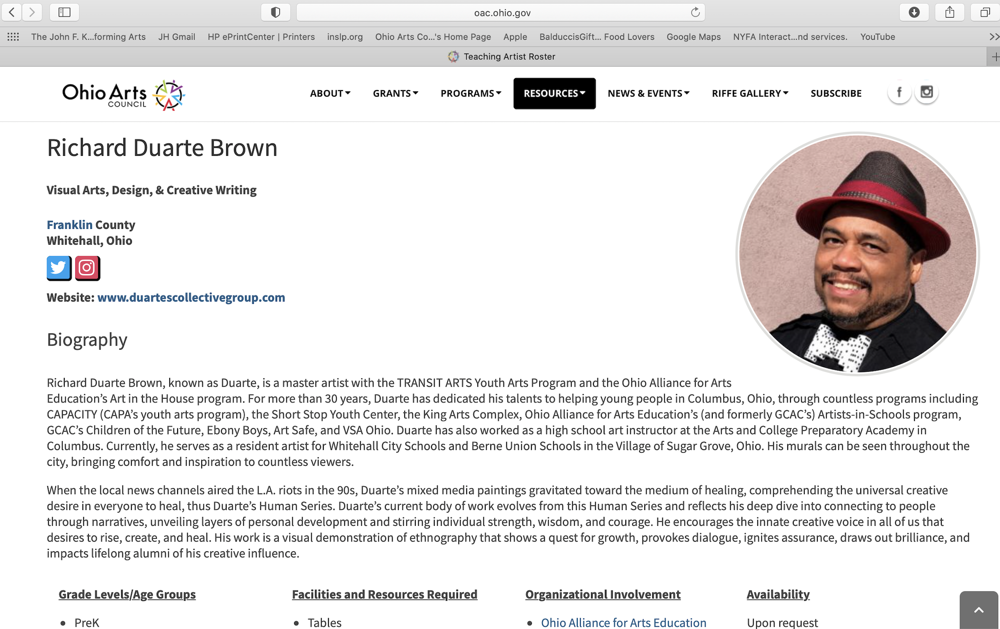 oac.ohio.gov
The John F. K...forming Arts JH Gmail HP ePrintCenter | Printers inslp.org Ohio Arts Co...'s Home Page Apple BalduccisGift... Food Lovers Google Maps NYFA Interact...nd services. YouTube
Teaching Artist Roster
Ohio Arts
COUNCIL
ABOUT GRANTS PROGRAMS RESOURCES NEWS & EVENTS RIFFE GALLERY SUBSCRIBE
Richard Duarte Brown
Visual Arts, Design, & Creative Writing
Franklin County
Whitehall, Ohio
Website: www.duartescollectivegroup.com
Biography
Richard Duarte Brown, known as Duarte, is a master artist with the TRANSIT ARTS Youth Arts Program and the Ohio Alliance for Arts
Education’s Art in the House program. For more than 30 years, Duarte has dedicated his talents to helping young people in Columbus, Ohio, through countless programs including
CAPACITY (CAPA’s youth arts program), the Short Stop Youth Center, the King Arts Complex, Ohio Alliance for Arts Education’s (and formerly GCAC’s) Artists-in-Schools program,
GCAC’s Children of the Future, Ebony Boys, Art Safe, and VSA Ohio. Duarte has also worked as a high school art instructor at the Arts and College Preparatory Academy in
Columbus. Currently, he serves as a resident artist for Whitehall City Schools and Berne Union Schools in the Village of Sugar Grove, Ohio. His murals can be seen throughout the
city, bringing comfort and inspiration to countless viewers.
When the local news channels aired the L.A. riots in the 90s, Duarte’s mixed media paintings gravitated toward the medium of healing, comprehending the universal creative
desire in everyone to heal, thus Duarte’s Human Series. Duarte’s current body of work evolves from this Human Series and reflects his deep dive into connecting to people
through narratives, unveiling layers of personal development and stirring individual strength, wisdom, and courage. He encourages the innate creative voice in all of us that
desires to rise, create, and heal. His work is a visual demonstration of ethnography that shows a quest for growth, provokes dialogue, ignites assurance, draws out brilliance, and
impacts lifelong alumni of his creative influence.
Grade Levels/Age Groups Facilities and Resources Required Organizational Involvement Availability
• PreK • Tables • Ohio Alliance for Arts Education Upon request